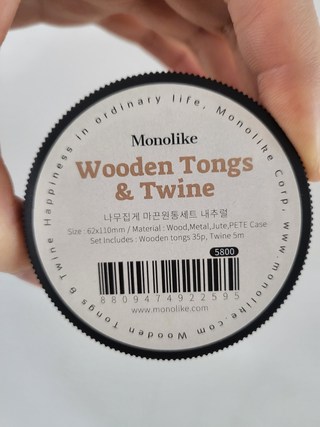 Happiness in ordinary life, Monolike Corp, www.monolike.com Wooden Tongs & Twine
Monolike
Wooden Tongs
& Twine
나무집게 마끈원통세트 내추럴
Size : 62x110mm / Material : Wood,Metal,Jute,PETE Case
Set Includes : Wooden tongs 35p, Twine 5m
5800
8809474922595
www.monolike.com